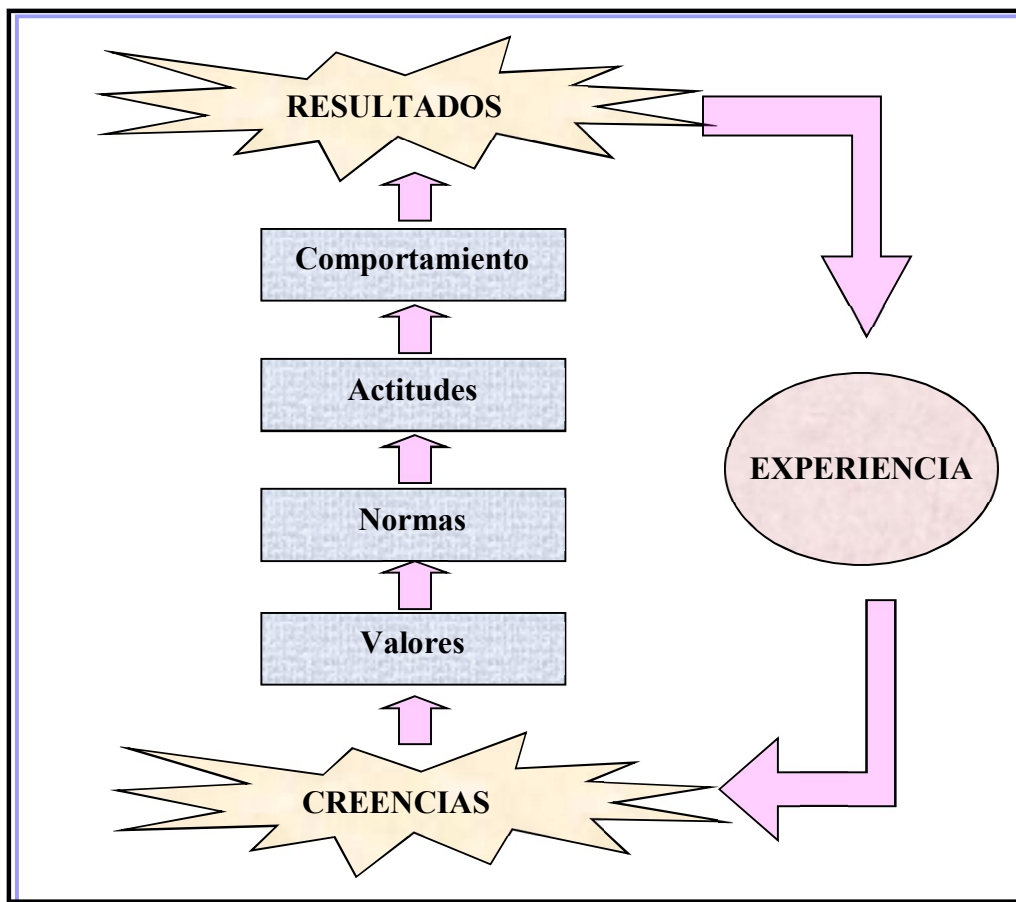 RESULTADOS
Comportamiento
Actitudes
EXPERIENCIA
Normas
Valores
CREENCIAS